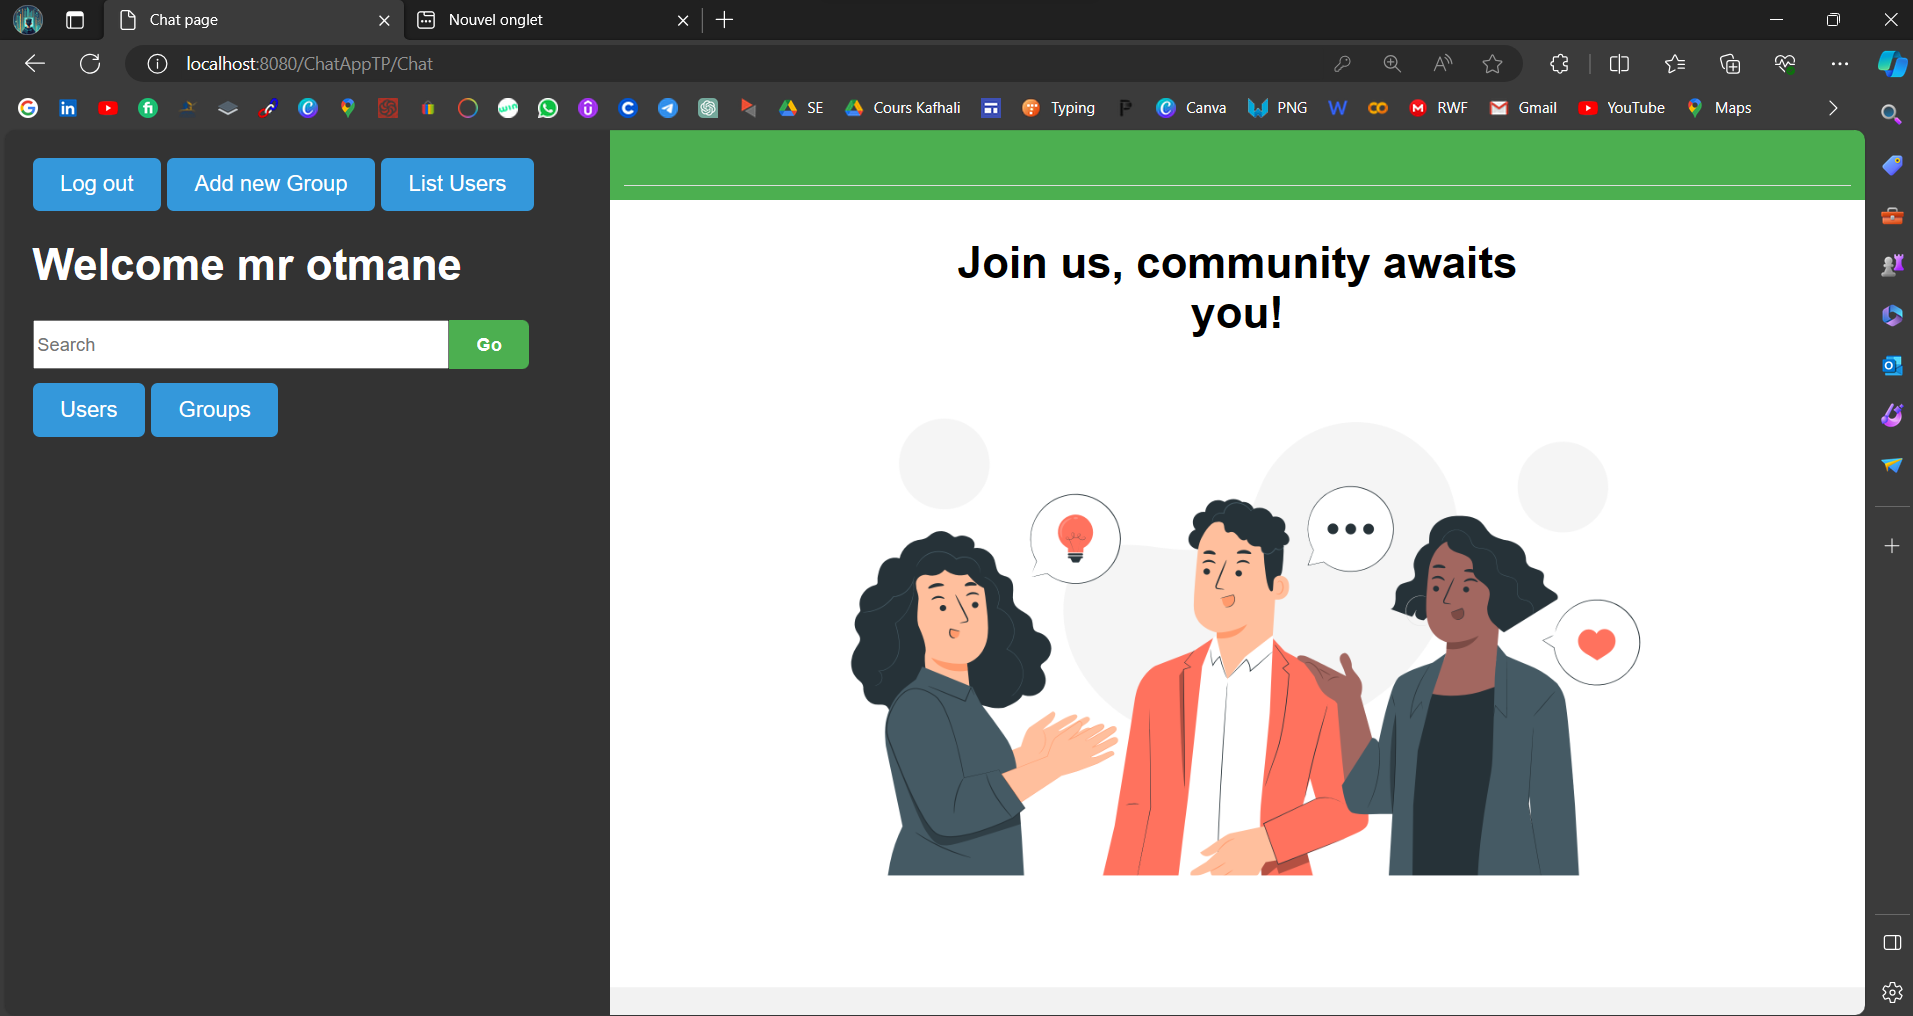 Chat page
Nouvel onglet
localhost:8080/ChatAppTP/Chat
SE
Cours Kafhali
Typing
Canva
PNG
RWF
Gmail
YouTube
Maps
Log out
Add new Group
List Users
Welcome mr otmane
Search
Go
Users
Groups
Join us, community awaits
you!